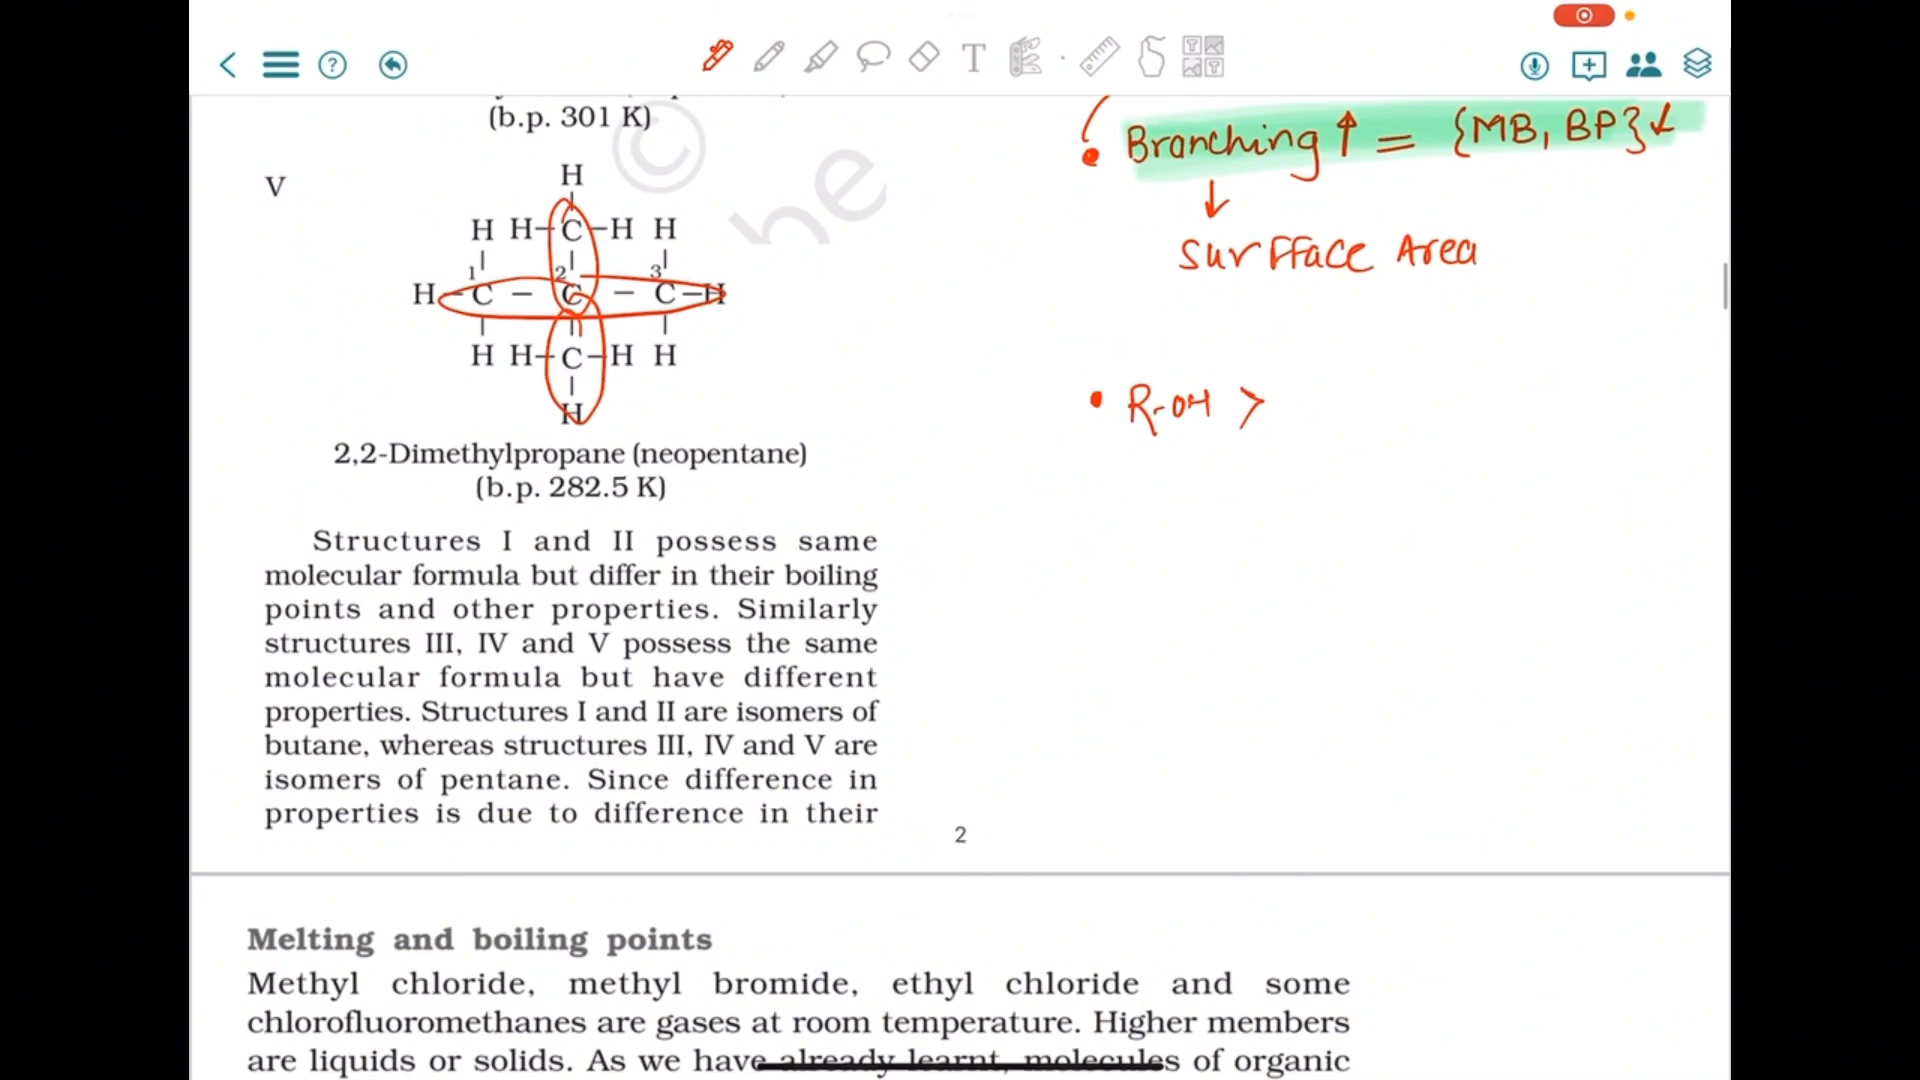 (b.p. 301 K)
V
H
H H C H H
1 2 3
H C C C H
H H C H H
H
2,2-Dimethylpropane (neopentane)
(b.p. 282.5 K)
Structures I and II possess same
molecular formula but differ in their boiling
points and other properties. Similarly
structures III, IV and V possess the same
molecular formula but have different
properties. Structures I and II are isomers of
butane, whereas structures III, IV and V are
isomers of pentane. Since difference in
properties is due to difference in their
2
©
he
Branching ↑ = {MB, BP}↓
↓
Surfface Area
• R-OH >
Melting and boiling points
Methyl chloride, methyl bromide, ethyl chloride and some
chlorofluoromethanes are gases at room temperature. Higher members
are liquids or solids. As we have already learnt, molecules of organic